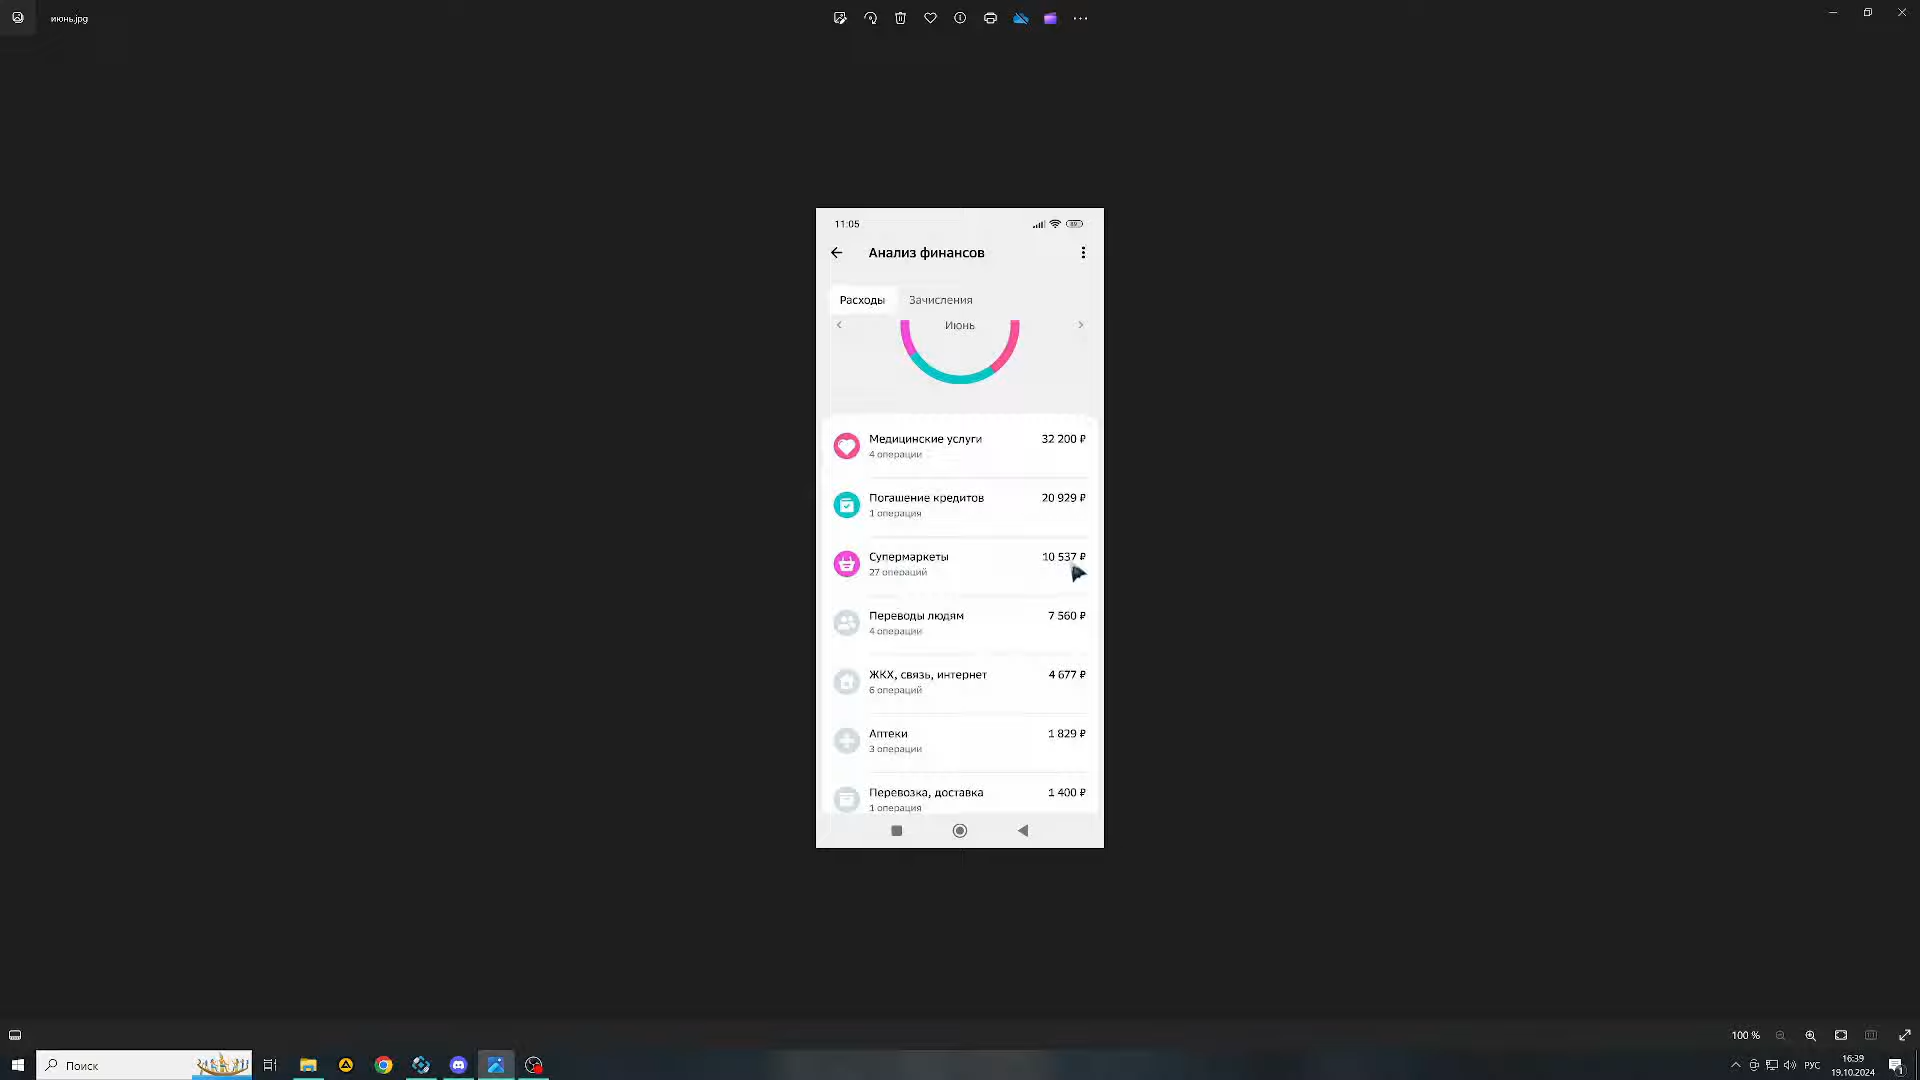 июнь.jpg
11:05
Анализ финансов
Расходы Зачисления
Июнь
Медицинские услуги 32 200 ₽
4 операции
Погашение кредитов 20 929 ₽
1 операция
Супермаркеты 10 537 ₽
27 операций
Переводы людям 7 560 ₽
4 операции
ЖКХ, связь, интернет 4 677 ₽
6 операций
Аптеки 1 829 ₽
3 операции
Перевозка, доставка 1 400 ₽
1 операция
100 %
Поиск
РУС
16:39
19.10.2024
1